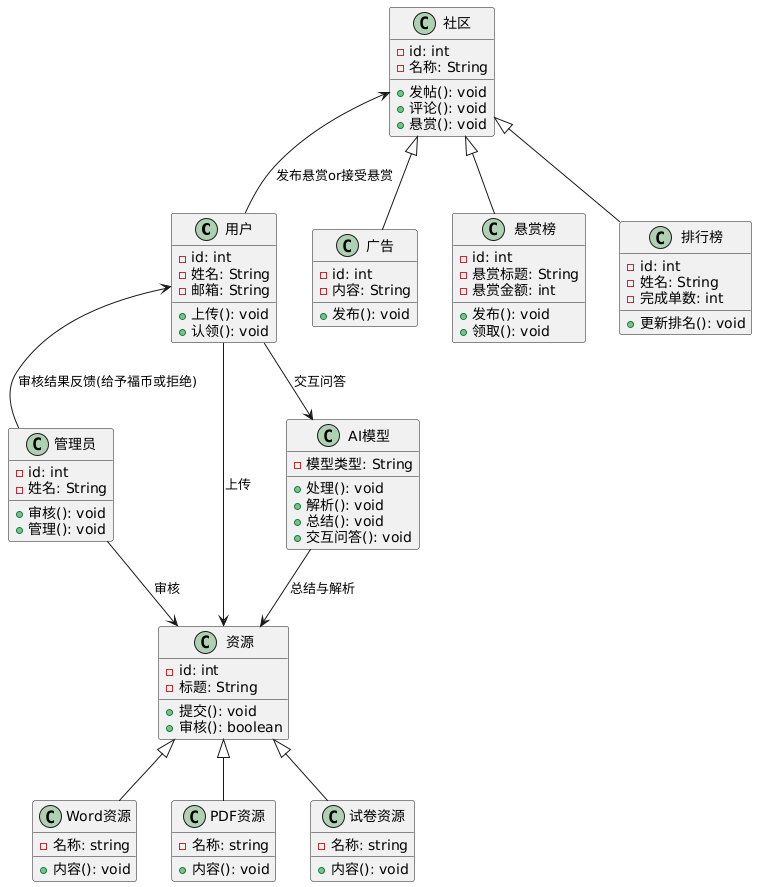 C 社区
id: int
名称: String
发帖(): void
评论(): void
悬赏(): void
发布悬赏or接受悬赏
C 用户
id: int
姓名: String
邮箱: String
上传(): void
认领(): void
C 广告
id: int
内容: String
发布(): void
C 悬赏榜
id: int
悬赏标题: String
悬赏金额: int
发布(): void
领取(): void
C 排行榜
id: int
姓名: String
完成单数: int
更新排名(): void
审核结果反馈(给予福币或拒绝)
交互问答
C 管理员
id: int
姓名: String
审核(): void
管理(): void
上传
C AI模型
模型类型: String
处理(): void
解析(): void
总结(): void
交互问答(): void
审核
总结与解析
C 资源
id: int
标题: String
提交(): void
审核(): boolean
C Word资源
名称: string
内容(): void
C PDF资源
名称: string
内容(): void
C 试卷资源
名称: string
内容(): void